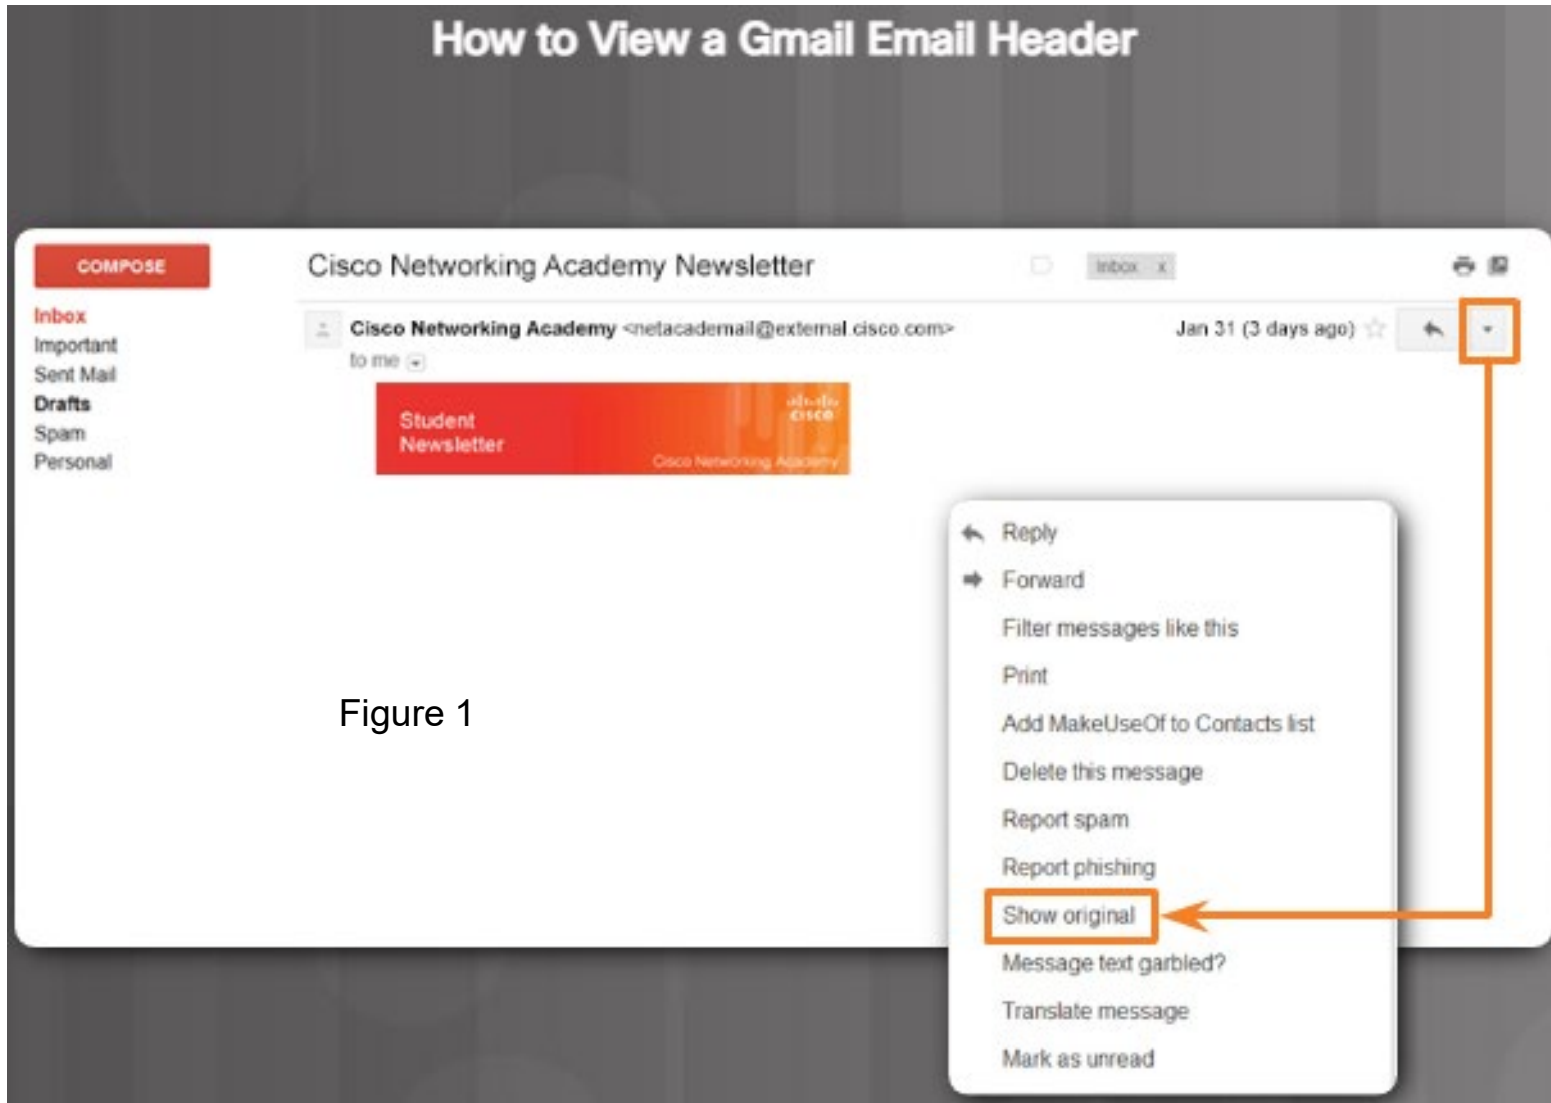 How to View a Gmail Email Header
COMPOSE
Cisco Networking Academy Newsletter
Inbox x
Inbox
Important
Sent Mail
Drafts
Spam
Personal
Cisco Networking Academy <netacademail@external.cisco.com>
Jan 31 (3 days ago)
to me
Student
Newsletter
CISCO
Cisco Networking Academy
Reply
Forward
Filter messages like this
Print
Add MakeUseOf to Contacts list
Delete this message
Report spam
Report phishing
Show original
Message text garbled?
Translate message
Mark as unread
Figure 1